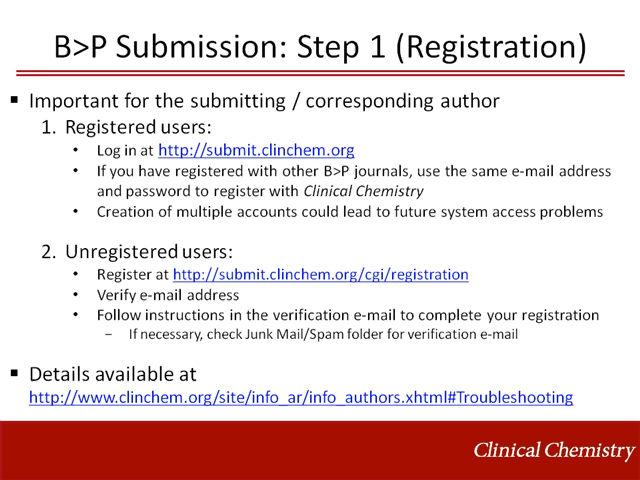 B>P Submission: Step 1 (Registration)
▪ Important for the submitting / corresponding author
1. Registered users:
• Log in at http://submit.clinchem.org
• If you have registered with other B>P journals, use the same e-mail address
and password to register with Clinical Chemistry
• Creation of multiple accounts could lead to future system access problems
2. Unregistered users:
• Register at http://submit.clinchem.org/cgi/registration
• Verify e-mail address
• Follow instructions in the verification e-mail to complete your registration
– If necessary, check Junk Mail/Spam folder for verification e-mail
▪ Details available at
http://www.clinchem.org/site/info_ar/info_authors.xhtml#Troubleshooting
Clinical Chemistry